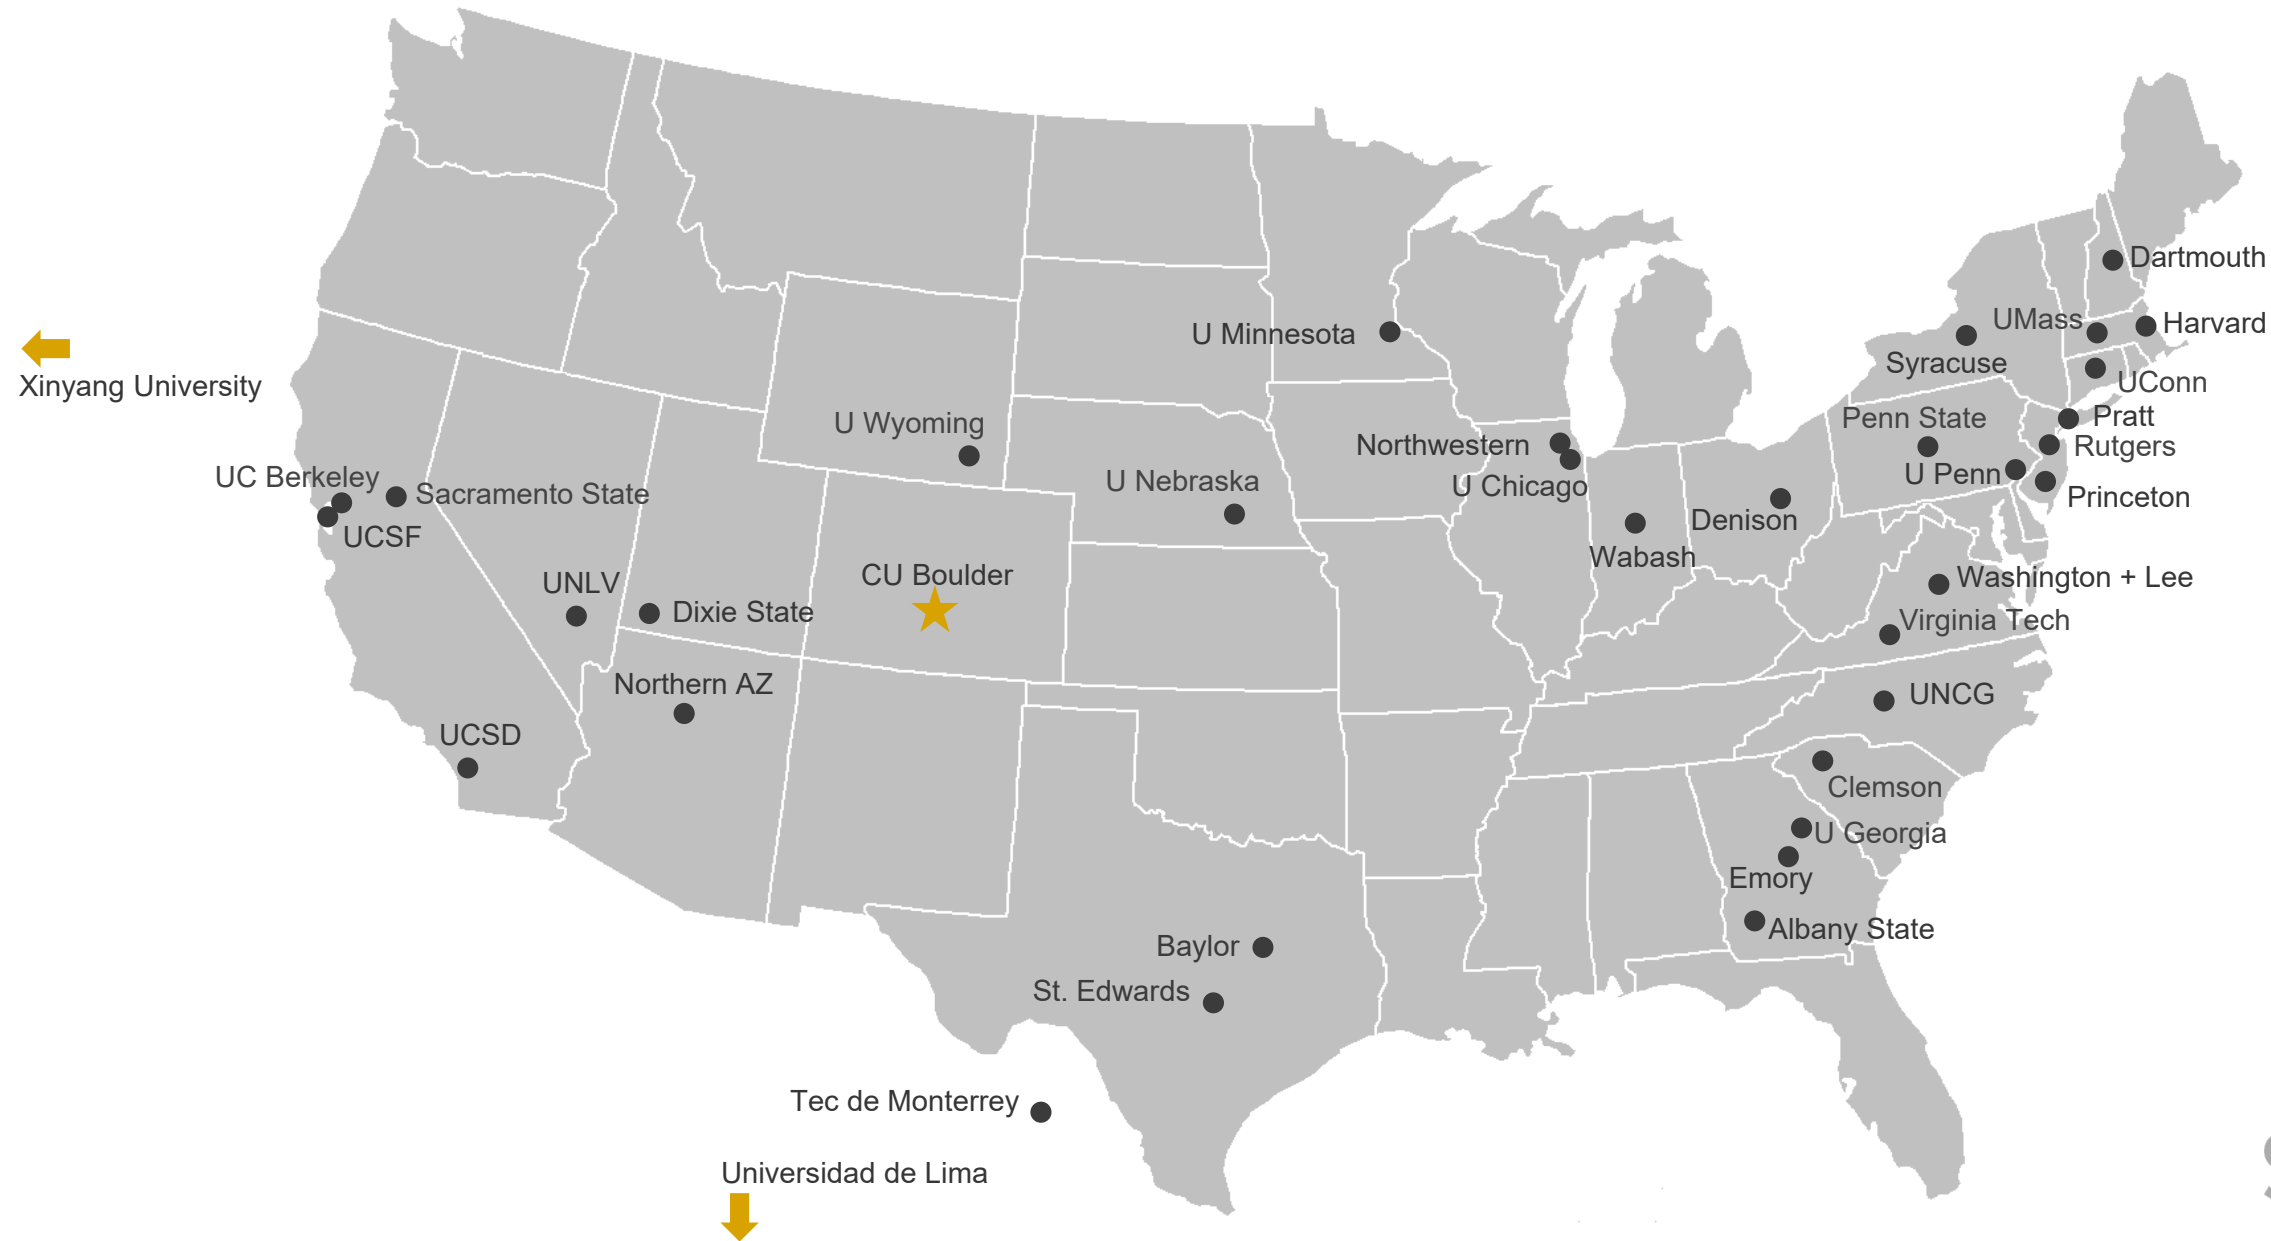 Dartmouth
UMass
Harvard
U Minnesota
Syracuse
UConn
Xinyang University
Penn State
Pratt
U Wyoming
Northwestern
Rutgers
UC Berkeley
Sacramento State
U Nebraska
U Chicago
U Penn
Princeton
UCSF
Denison
Wabash
UNLV
CU Boulder
Washington + Lee
Dixie State
Virginia Tech
Northern AZ
UNCG
UCSD
Clemson
U Georgia
Emory
Albany State
Baylor
St. Edwards
Tec de Monterrey
Universidad de Lima